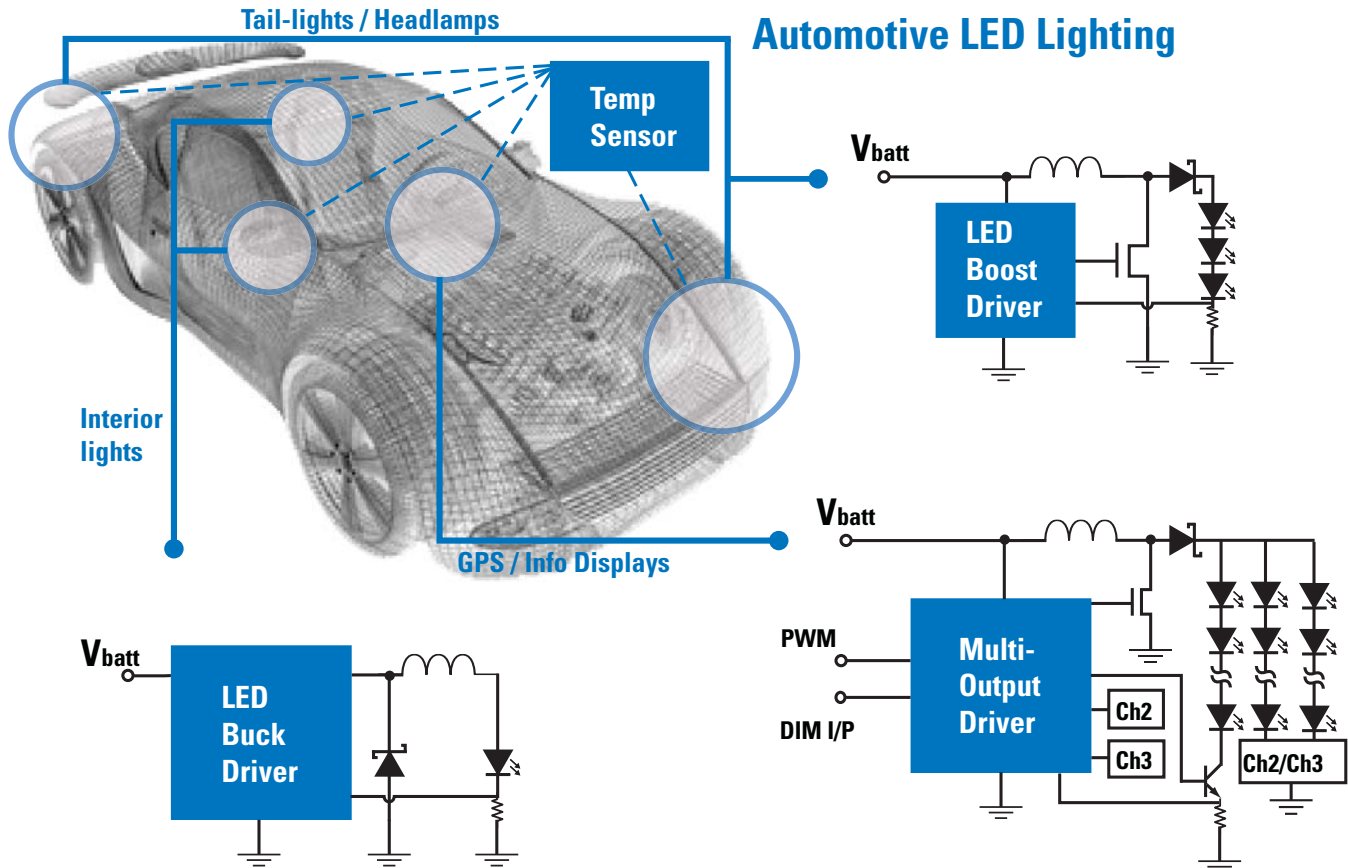 Tail-lights / Headlamps
Automotive LED Lighting
Temp
Sensor
Vbatt
LED
Boost
Driver
Interior
lights
Vbatt
GPS / Info Displays
PWM
DIM I/P
Multi-
Output
Driver
Ch2
Ch3
Ch2/Ch3
Vbatt
LED
Buck
Driver